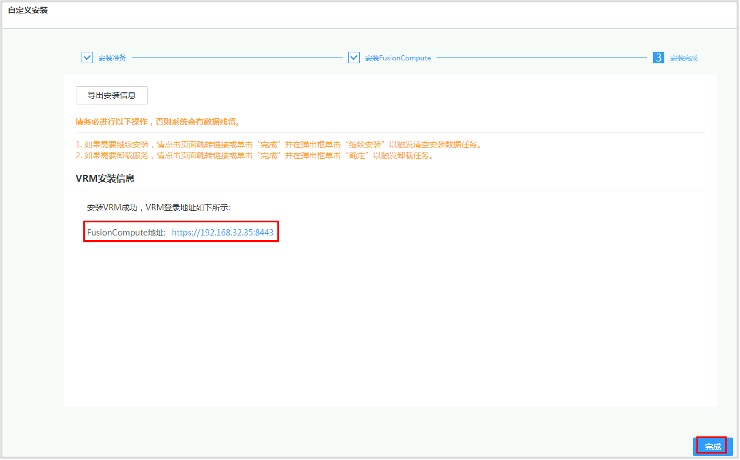 自定义安装
安装准备
安装FusionCompute
3 安装完成
导出安装信息
请务必进行以下操作，否则系统会有数据残留。
1. 如果需要继续安装，请点击页面跳转链接或单击“完成”并在弹出框单击“继续安装”以触发清空安装数据任务。
2. 如果需要卸载服务，请点击页面跳转链接或单击“完成”并在弹出框单击“确定”以触发卸载任务。
VRM安装信息
安装VRM成功，VRM登录地址如下所示:
FusionCompute地址: https://192.168.32.35:8443
完成